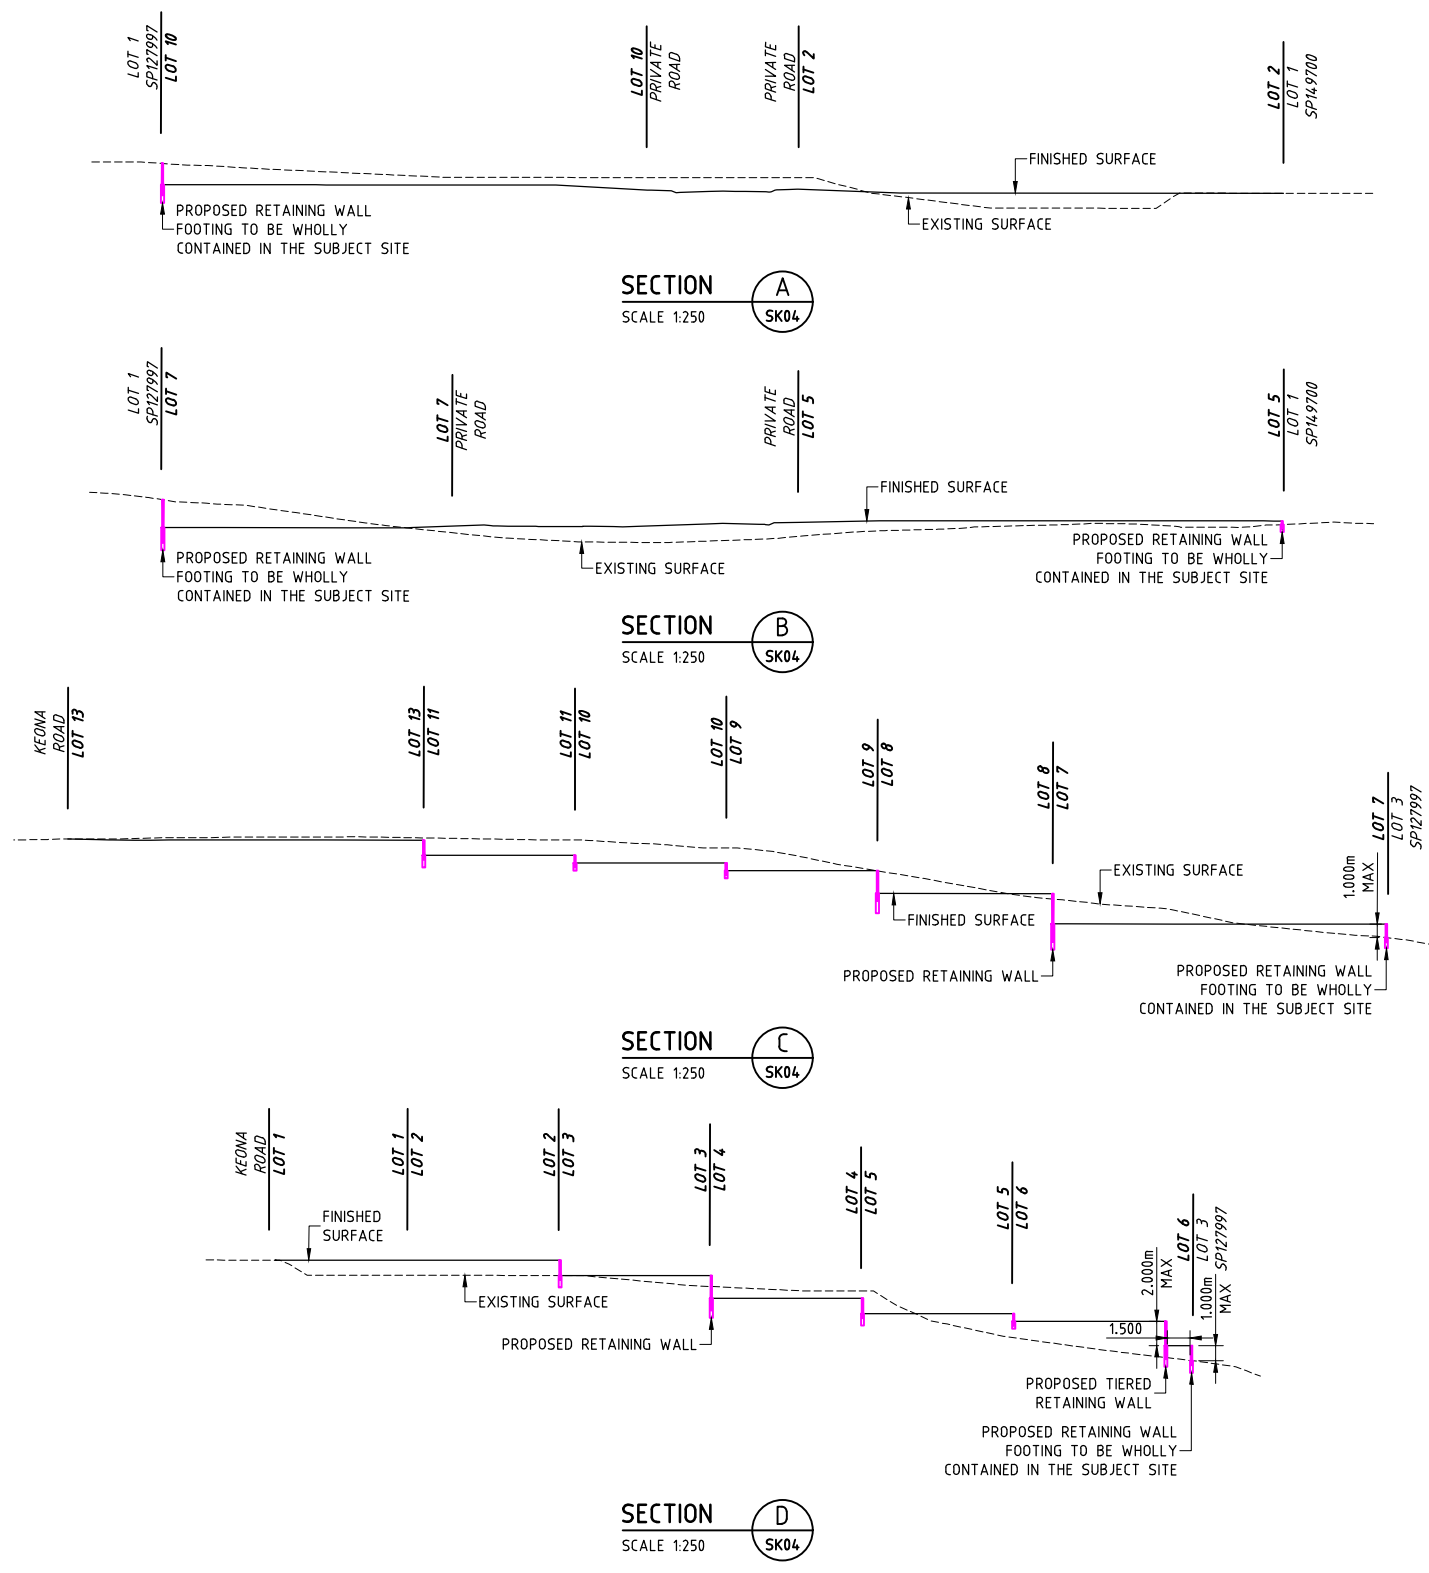 LOT 1
SP127997
LOT 10
LOT 10
PRIVATE
ROAD
PRIVATE
ROAD
LOT 2
LOT 2
LOT 1
SP149700
FINISHED SURFACE
EXISTING SURFACE
PROPOSED RETAINING WALL
FOOTING TO BE WHOLLY
CONTAINED IN THE SUBJECT SITE
SECTION
SCALE 1:250
A
SK04
LOT 1
SP127997
LOT 7
LOT 7
PRIVATE
ROAD
PRIVATE
ROAD
LOT 5
LOT 5
LOT 1
SP149700
FINISHED SURFACE
EXISTING SURFACE
PROPOSED RETAINING WALL
FOOTING TO BE WHOLLY
CONTAINED IN THE SUBJECT SITE
PROPOSED RETAINING WALL
FOOTING TO BE WHOLLY
CONTAINED IN THE SUBJECT SITE
SECTION
SCALE 1:250
B
SK04
KEONA
ROAD
LOT 13
LOT 13
LOT 11
LOT 11
LOT 10
LOT 10
LOT 9
LOT 9
LOT 8
LOT 8
LOT 7
LOT 7
LOT 3
SP127997
1.000m
MAX
EXISTING SURFACE
FINISHED SURFACE
PROPOSED RETAINING WALL
PROPOSED RETAINING WALL
FOOTING TO BE WHOLLY
CONTAINED IN THE SUBJECT SITE
SECTION
SCALE 1:250
C
SK04
KEONA
ROAD
LOT 1
LOT 1
LOT 2
LOT 2
LOT 3
LOT 3
LOT 4
LOT 4
LOT 5
LOT 5
LOT 6
LOT 6
LOT 3
SP127997
FINISHED
SURFACE
EXISTING SURFACE
PROPOSED RETAINING WALL
2.000m
MAX
1.000m
MAX
1.500
PROPOSED TIERED
RETAINING WALL
PROPOSED RETAINING WALL
FOOTING TO BE WHOLLY
CONTAINED IN THE SUBJECT SITE
SECTION
SCALE 1:250
D
SK04